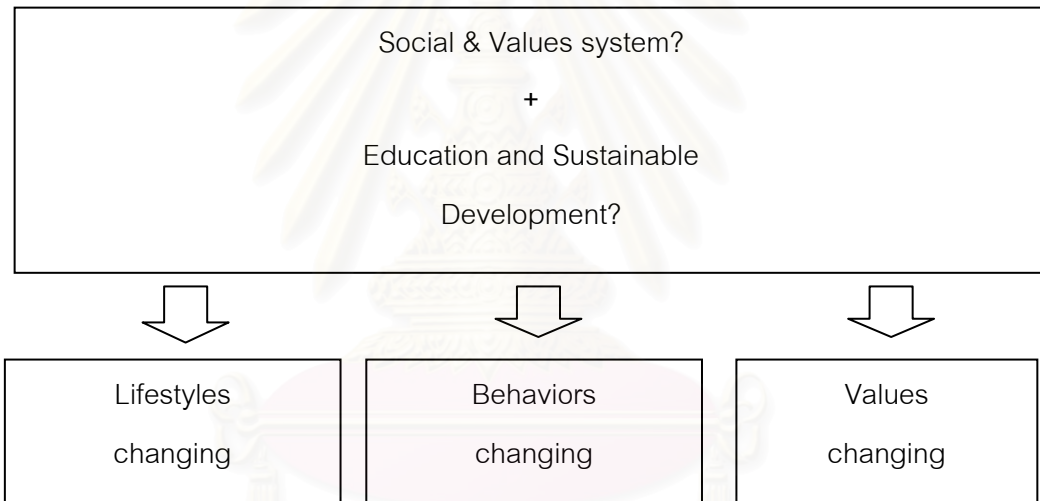 Social & Values system?
+
Education and Sustainable
Development?
Lifestyles
changing
Behaviors
changing
Values
changing